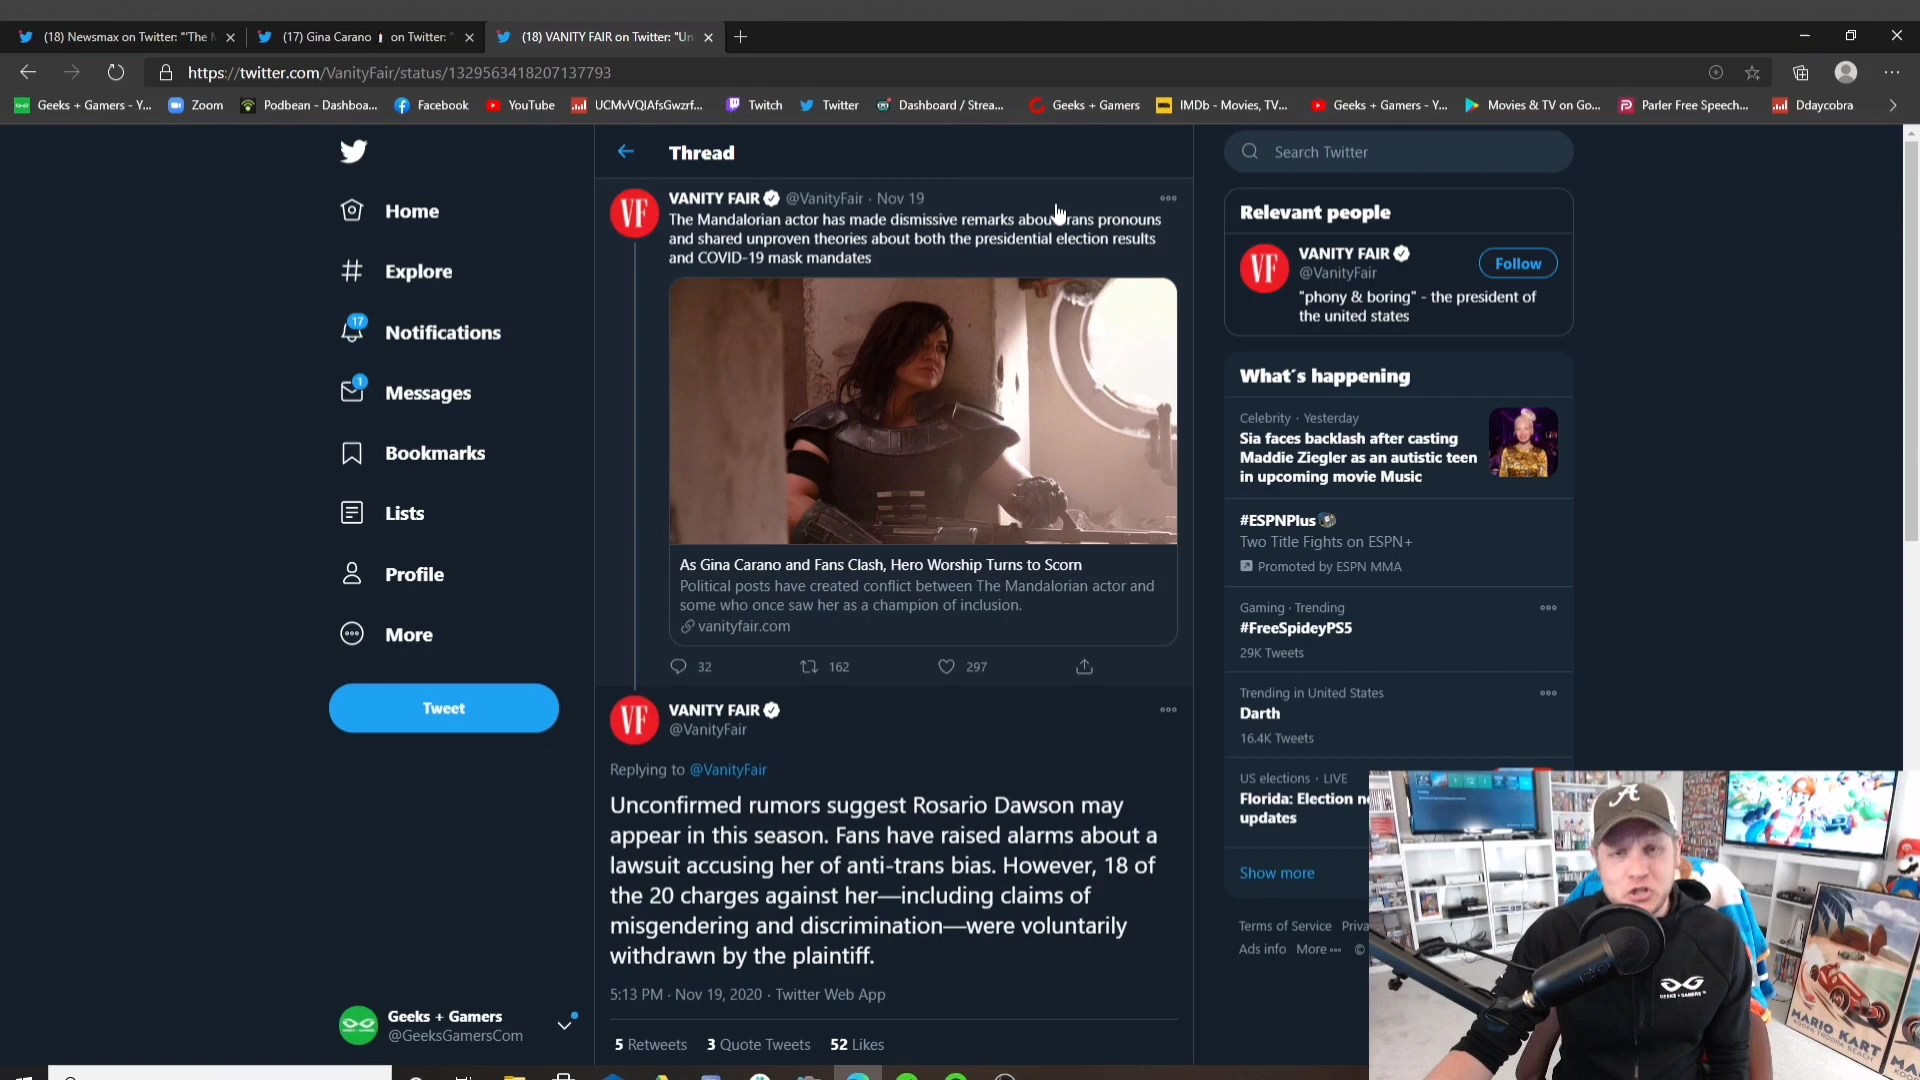 (18) Newsmax on Twitter: "'The M
(17) Gina Carano on Twitter: "
(18) VANITY FAIR on Twitter: "Un
https://twitter.com/VanityFair/status/1329563418207137793
Geeks + Gamers - Y...
Zoom
Podbean - Dashboa...
Facebook
YouTube
UCMvVQIAfsGwzrf...
Twitch
Twitter
Dashboard / Strea...
Geeks + Gamers
IMDb - Movies, TV...
Geeks + Gamers - Y...
Movies & TV on Go...
Parler Free Speech...
Ddaycobra
Home
Explore
17
Notifications
1
Messages
Bookmarks
Lists
Profile
More
Tweet
Geeks + Gamers
@GeeksGamersCom
Thread
VF
VANITY FAIR @VanityFair · Nov 19
The Mandalorian actor has made dismissive remarks about trans pronouns
and shared unproven theories about both the presidential election results
and COVID-19 mask mandates
As Gina Carano and Fans Clash, Hero Worship Turns to Scorn
Political posts have created conflict between The Mandalorian actor and
some who once saw her as a champion of inclusion.
vanityfair.com
32 162 297
VF
VANITY FAIR
@VanityFair
Replying to @VanityFair
Unconfirmed rumors suggest Rosario Dawson may
appear in this season. Fans have raised alarms about a
lawsuit accusing her of anti-trans bias. However, 18 of
the 20 charges against her—including claims of
misgendering and discrimination—were voluntarily
withdrawn by the plaintiff.
5:13 PM · Nov 19, 2020 · Twitter Web App
5 Retweets 3 Quote Tweets 52 Likes
Search Twitter
Relevant people
VF
VANITY FAIR
@VanityFair
Follow
"phony & boring" - the president of
the united states
What's happening
Celebrity · Yesterday
Sia faces backlash after casting
Maddie Ziegler as an autistic teen
in upcoming movie Music
#ESPNPlus
Two Title Fights on ESPN+
Promoted by ESPN MMA
Gaming · Trending
#FreeSpideyPS5
29K Tweets
Trending in United States
Darth
16.4K Tweets
US elections · LIVE
Florida: Election n
updates
Show more
Terms of Service Priva
Ads info More ©
A
GEEKS + GAMERS
MARIO KART
KOOPA TROOPA BEACH
MA